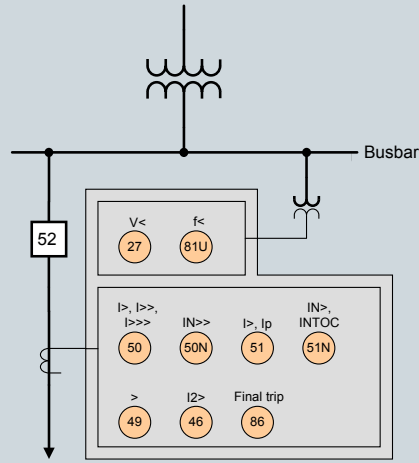 Busbar
52
V< f<
27 81U
I>, I>>,
I>>> IN>> I>, Ip IN>,
INTOC
50 50N 51 51N
> I2> Final trip
49 46 86